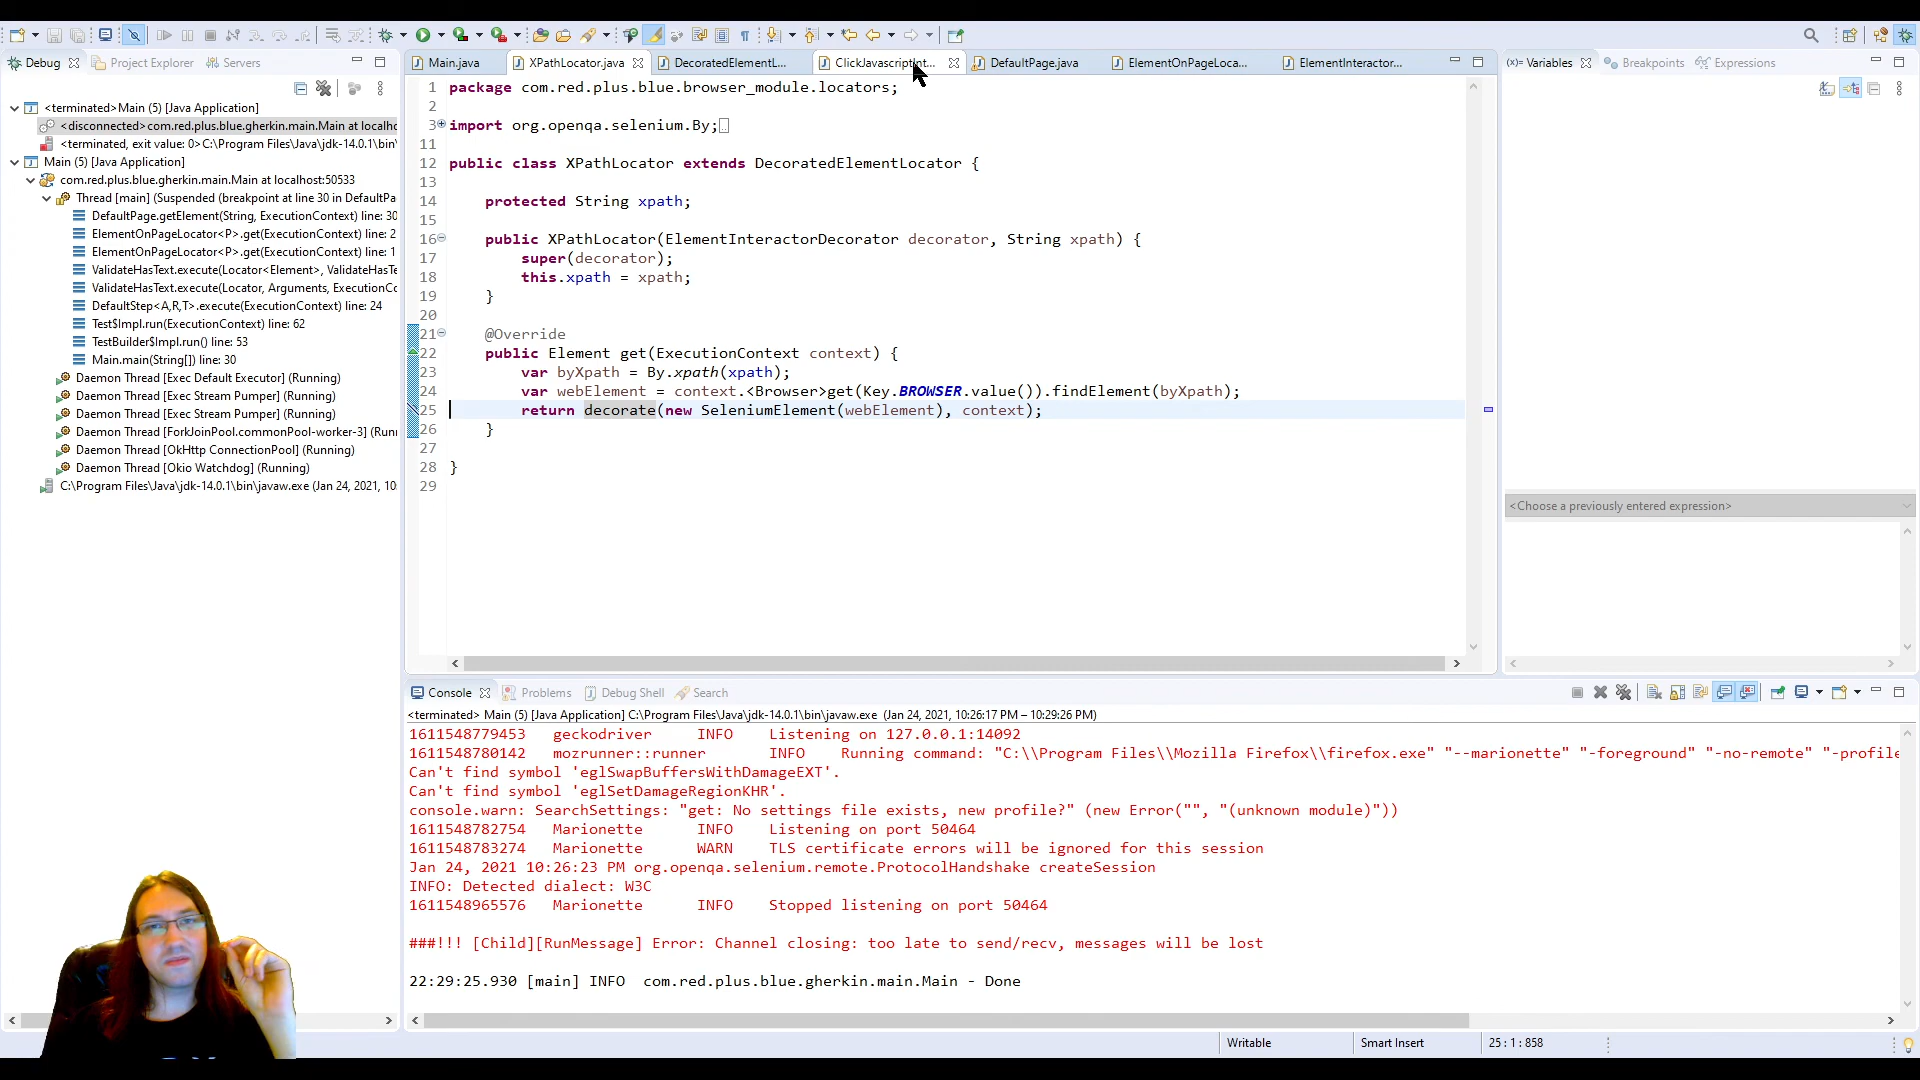 Debug
Project Explorer
Servers
<terminated>Main (5) [Java Application]
<disconnected>com.red.plus.blue.gherkin.main.Main at localho
<terminated, exit value: 0>C:\Program Files\Java\jdk-14.0.1\bin\
Main (5) [Java Application]
com.red.plus.blue.gherkin.main.Main at localhost:50533
Thread [main] (Suspended (breakpoint at line 30 in DefaultPa
DefaultPage.getElement(String, ExecutionContext) line: 30
ElementOnPageLocator<P>.get(ExecutionContext) line: 2
ElementOnPageLocator<P>.get(ExecutionContext) line: 1
ValidateHasText.execute(Locator<Element>, ValidateHasTe
ValidateHasText.execute(Locator, Arguments, ExecutionCo
DefaultStep<A,R,T>.execute(ExecutionContext) line: 24
Test$Impl.run(ExecutionContext) line: 62
TestBuilder$Impl.run() line: 53
Main.main(String[]) line: 30
Daemon Thread [Exec Default Executor] (Running)
Daemon Thread [Exec Stream Pumper] (Running)
Daemon Thread [Exec Stream Pumper] (Running)
Daemon Thread [ForkJoinPool.commonPool-worker-3] (Runn
Daemon Thread [OkHttp ConnectionPool] (Running)
Daemon Thread [Okio Watchdog] (Running)
C:\Program Files\Java\jdk-14.0.1\bin\javaw.exe (Jan 24, 2021, 10:
Main.java
XPathLocator.java
DecoratedElementL...
ClickJavascriptInt...
DefaultPage.java
ElementOnPageLoca...
ElementInteractor...
1 package com.red.plus.blue.browser_module.locators;
2
3 import org.openqa.selenium.By;
11
12 public class XPathLocator extends DecoratedElementLocator {
13
14 protected String xpath;
15
16 public XPathLocator(ElementInteractorDecorator decorator, String xpath) {
17 super(decorator);
18 this.xpath = xpath;
19 }
20
21 @Override
22 public Element get(ExecutionContext context) {
23 var byXpath = By.xpath(xpath);
24 var webElement = context.<Browser>get(Key.BROWSER.value()).findElement(byXpath);
25 return decorate(new SeleniumElement(webElement), context);
26 }
27
28 }
29
(x)= Variables
Breakpoints
Expressions
<Choose a previously entered expression>
Console
Problems
Debug Shell
Search
<terminated> Main (5) [Java Application] C:\Program Files\Java\jdk-14.0.1\bin\javaw.exe (Jan 24, 2021, 10:26:17 PM – 10:29:26 PM)
1611548779453 geckodriver INFO Listening on 127.0.0.1:14092
1611548780142 mozrunner::runner INFO Running command: "C:\\Program Files\\Mozilla Firefox\\firefox.exe" "--marionette" "-foreground" "-no-remote" "-profile
Can't find symbol 'eglSwapBuffersWithDamageEXT'.
Can't find symbol 'eglSetDamageRegionKHR'.
console.warn: SearchSettings: "get: No settings file exists, new profile?" (new Error("", "(unknown module)"))
1611548782754 Marionette INFO Listening on port 50464
1611548783274 Marionette WARN TLS certificate errors will be ignored for this session
Jan 24, 2021 10:26:23 PM org.openqa.selenium.remote.ProtocolHandshake createSession
INFO: Detected dialect: W3C
1611548965576 Marionette INFO Stopped listening on port 50464
###!!! [Child][RunMessage] Error: Channel closing: too late to send/recv, messages will be lost
22:29:25.930 [main] INFO com.red.plus.blue.gherkin.main.Main - Done
Writable
Smart Insert
25 : 1 : 858